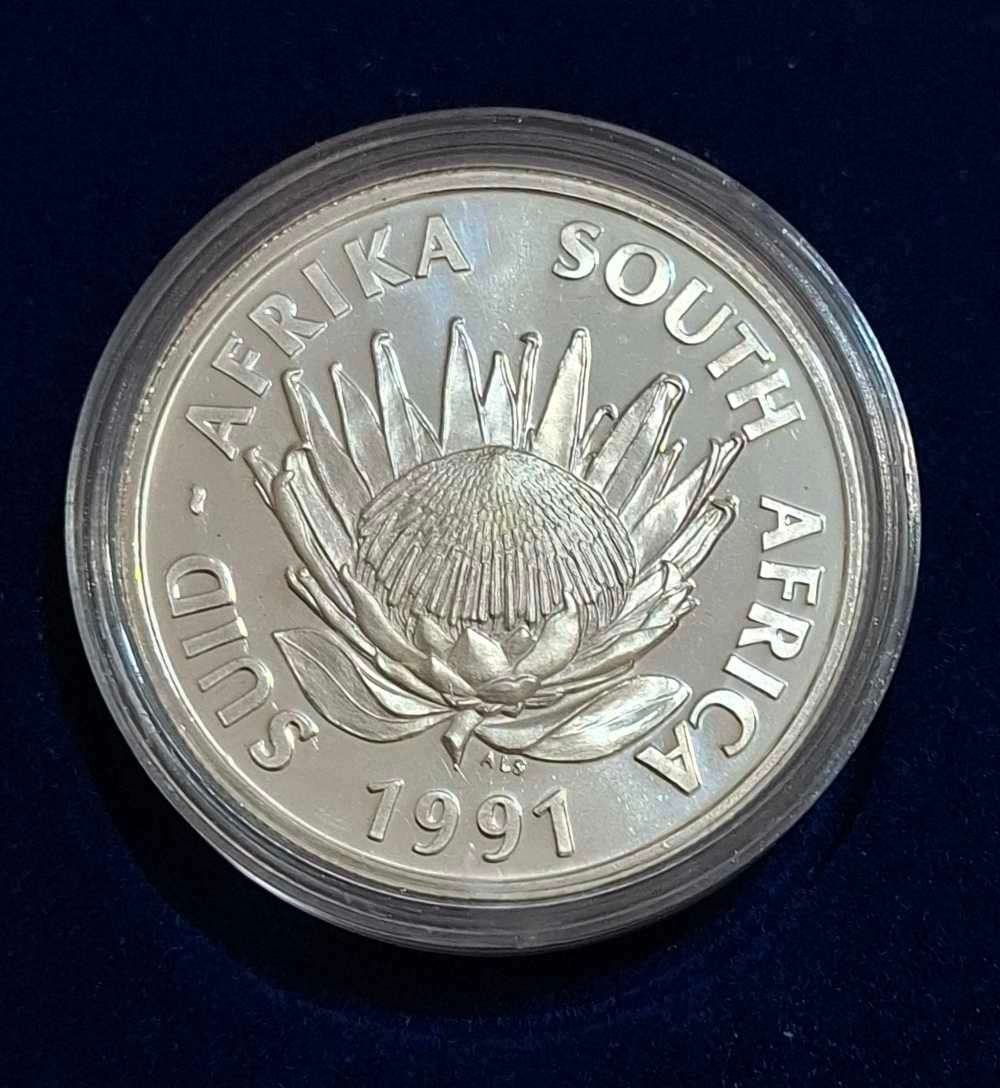 SUID - AFRIKA SOUTH AFRICA
ALS
1991